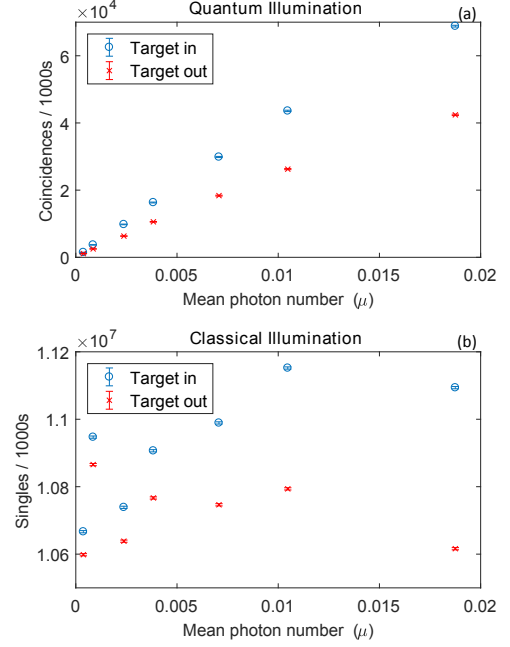 Quantum Illumination
(a)
×10⁴
6
4
2
0
Coincidences / 1000s
Target in
Target out
0
0.005
0.01
0.015
0.02
Mean photon number (μ)
Classical Illumination
(b)
×10⁷
1.12
1.1
1.08
1.06
Singles / 1000s
Target in
Target out
0
0.005
0.01
0.015
0.02
Mean photon number (μ)